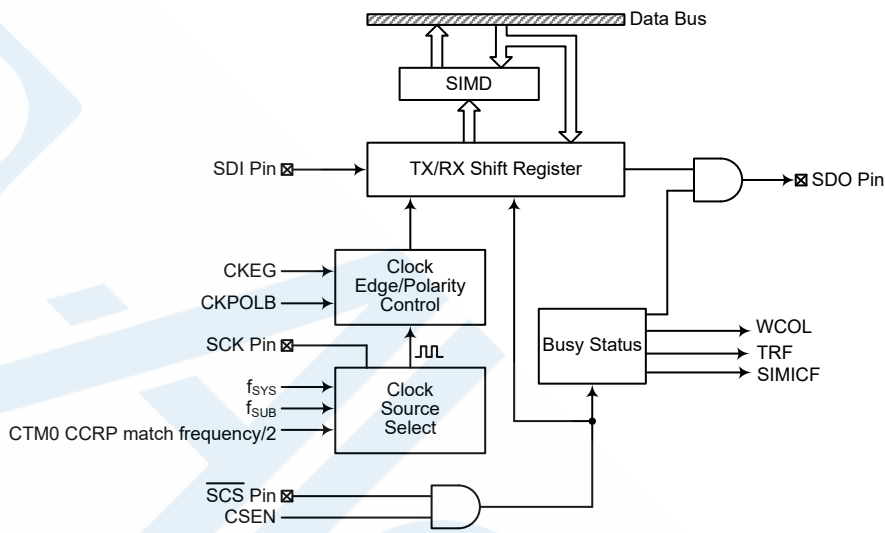 Data Bus
SIMD
SDI Pin
TX/RX Shift Register
SDO Pin
CKEG
CKPOLB
Clock
Edge/Polarity
Control
SCK Pin
Busy Status
WCOL
TRF
SIMICF
fSYS
fSUB
CTM0 CCRP match frequency/2
Clock
Source
Select
SCS Pin
CSEN